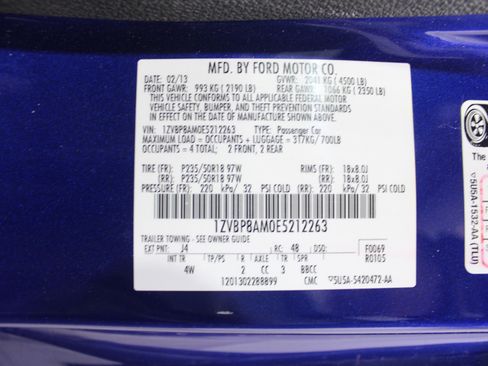 MFD. BY FORD MOTOR CO.
DATE: 02/13 GVWR: 2041 KG ( 4500 LB)
FRONT GAWR: 993 KG ( 2190 LB) REAR GAWR: 1066 KG ( 2350 LB)
THIS VEHICLE CONFORMS TO ALL APPLICABLE FEDERAL MOTOR
VEHICLE SAFETY, BUMPER, AND THEFT PREVENTION STANDARDS
IN EFFECT ON THE DATE OF MANUFACTURE SHOWN ABOVE.
VIN: 1ZVBP8AM0E5212263 TYPE: Passenger Car
MAXIMUM LOAD = OCCUPANTS + LUGGAGE = 317KG/ 700LB
OCCUPANTS = 4 TOTAL; 2 FRONT, 2 REAR
TIRE (FR): P235/50R18 97W RIMS (FR): 18x8.0J
(RR): P235/50R18 97W (RR): 18x8.0J
PRESSURE (FR): 220 kPa/ 32 PSI COLD (RR): 220 kPa/ 32 PSI COLD
1ZVBP8AM0E5212263
TRAILER TOWING - SEE OWNER GUIDE
EXT PNT: J4 RC: 48 DSO: F0069
INT TR TP/PS R AXLE TR SPR R0105
4W 2 CC 3 BBCC
1201302288899 CMC 5U5A-5420472-AA
The
5U5A-1532-AA (TLU)